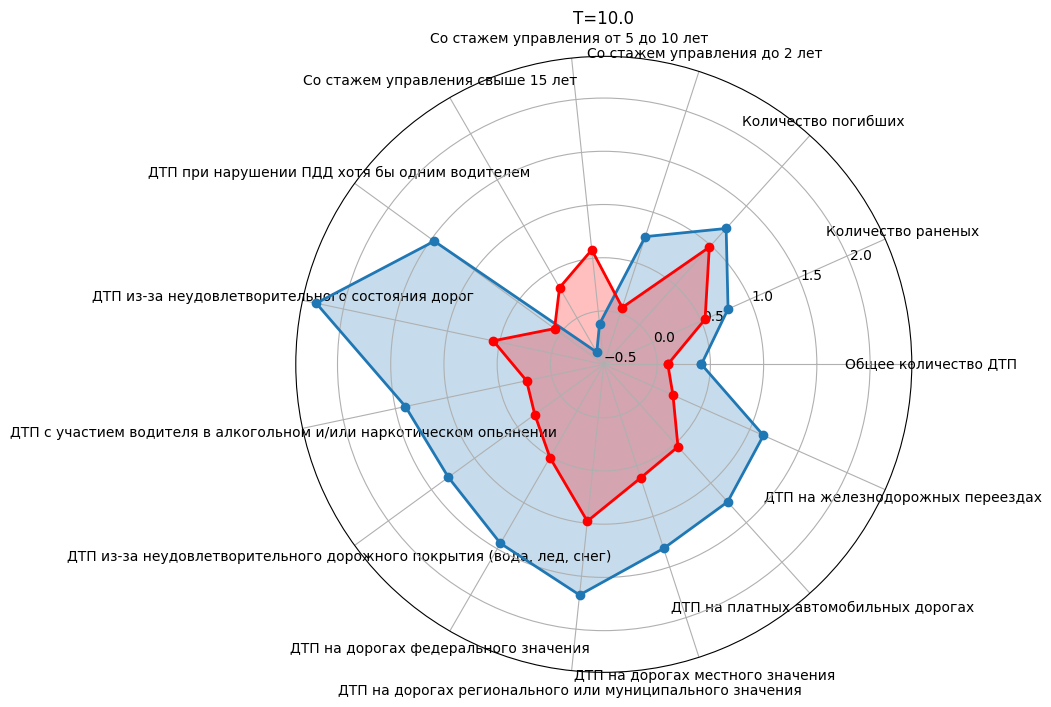 T=10.0
Со стажем управления от 5 до 10 лет
Со стажем управления до 2 лет
Со стажем управления свыше 15 лет
Количество погибших
ДТП при нарушении ПДД хотя бы одним водителем
Количество раненых
2.0
1.5
ДТП из-за неудовлетворительного состояния дорог
1.0
0.5
0.0
−0.5
Общее количество ДТП
ДТП с участием водителя в алкогольном и/или наркотическом опьянении
ДТП на железнодорожных переездах
ДТП из-за неудовлетворительного дорожного покрытия (вода, лед, снег)
ДТП на платных автомобильных дорогах
ДТП на дорогах федерального значения
ДТП на дорогах местного значения
ДТП на дорогах регионального или муниципального значения